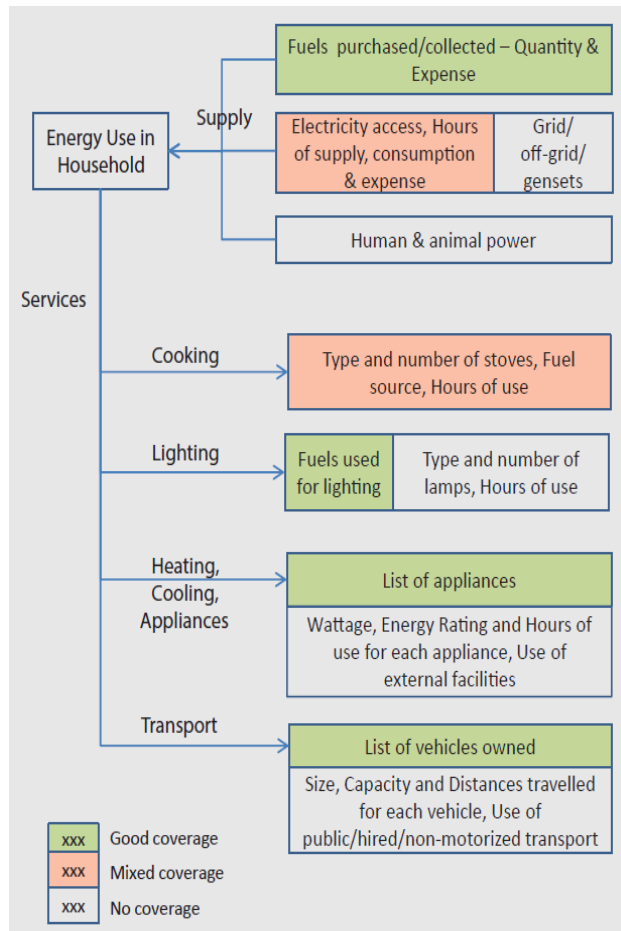 Fuels purchased/collected – Quantity &
Expense
Supply
Energy Use in
Household
Electricity access, Hours
of supply, consumption
& expense
Grid/
off-grid/
gensets
Human & animal power
Services
Cooking
Type and number of stoves, Fuel
source, Hours of use
Lighting
Fuels used
for lighting
Type and number of
lamps, Hours of use
Heating,
Cooling,
Appliances
List of appliances
Wattage, Energy Rating and Hours of
use for each appliance, Use of
external facilities
Transport
List of vehicles owned
Size, Capacity and Distances travelled
for each vehicle, Use of
public/hired/non-motorized transport
xxx Good coverage
xxx Mixed coverage
xxx No coverage